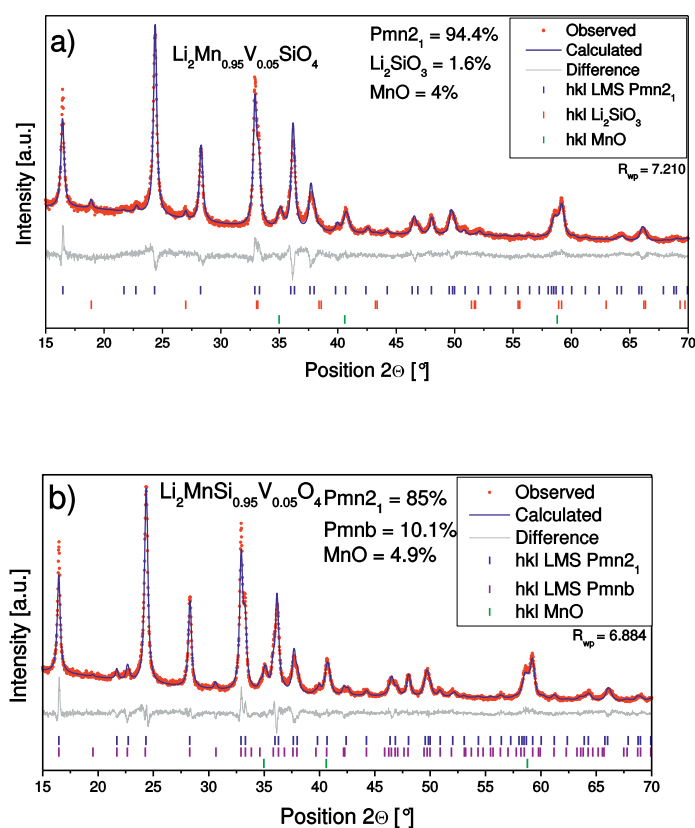 a)
Li₂Mn₀.₉₅V₀.₀₅SiO₄
Pmn2₁ = 94.4%
Li₂SiO₃ = 1.6%
MnO = 4%
Observed
Calculated
Difference
hkl LMS Pmn2₁
hkl Li₂SiO₃
hkl MnO
R_wp = 7.210
Intensity [a.u.]
15 20 25 30 35 40 45 50 55 60 65 70
Position 2Θ [°]
b)
Li₂MnSi₀.₉₅V₀.₀₅O₄
Pmn2₁ = 85%
Pmnb = 10.1%
MnO = 4.9%
Observed
Calculated
Difference
hkl LMS Pmn2₁
hkl LMS Pmnb
hkl MnO
R_wp = 6.884
Intensity [a.u.]
15 20 25 30 35 40 45 50 55 60 65 70
Position 2Θ [°]